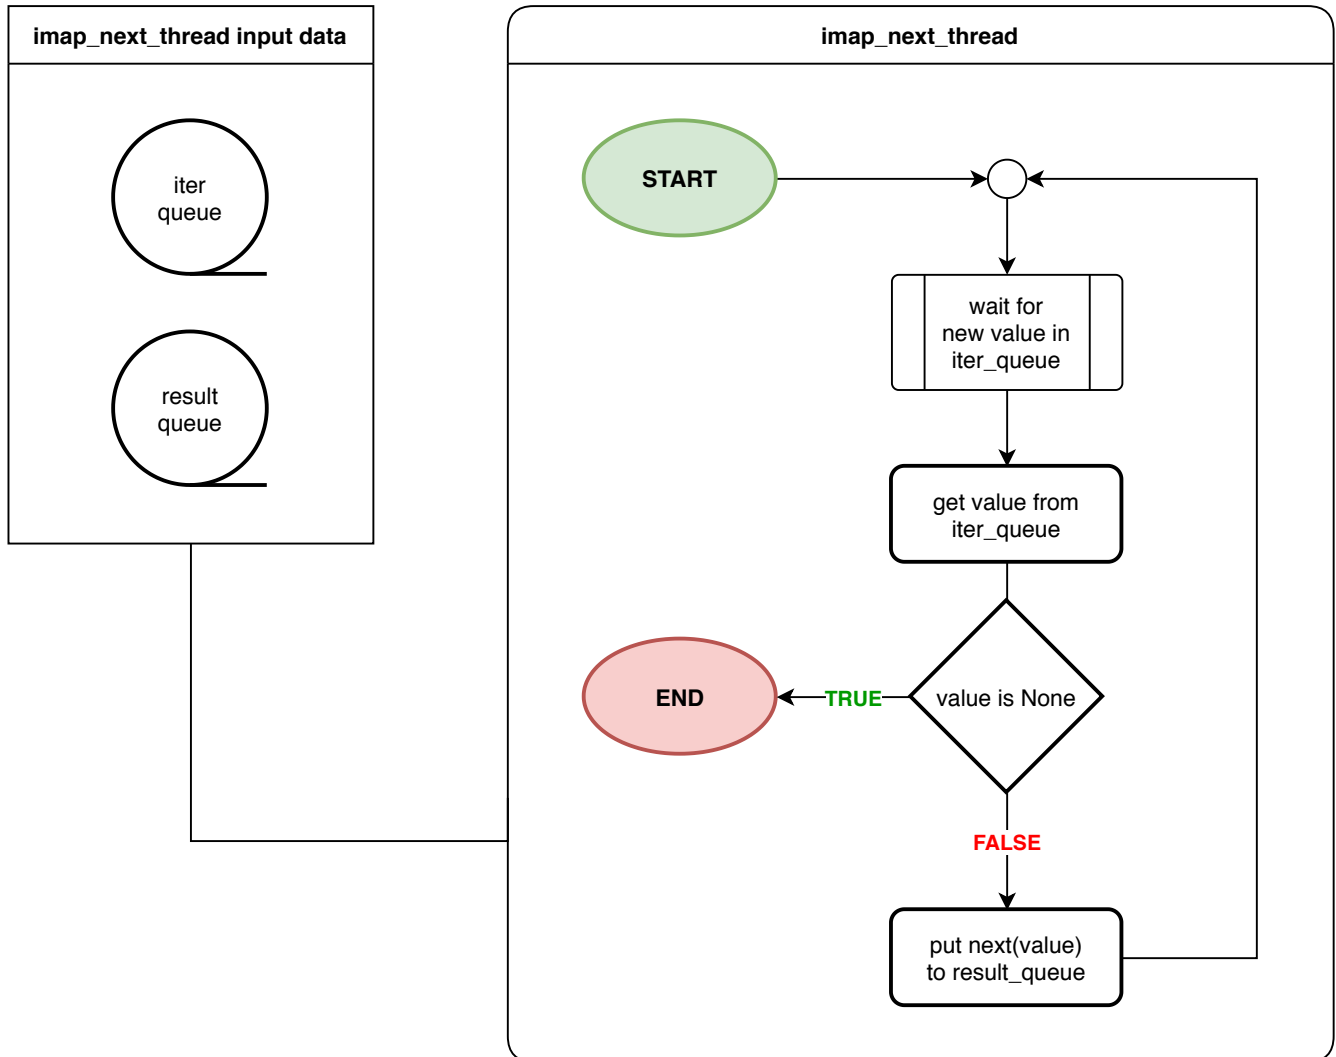 imap_next_thread input data
iter
queue
result
queue
imap_next_thread
START
wait for
new value in
iter_queue
get value from
iter_queue
value is None
TRUE
END
FALSE
put next(value)
to result_queue